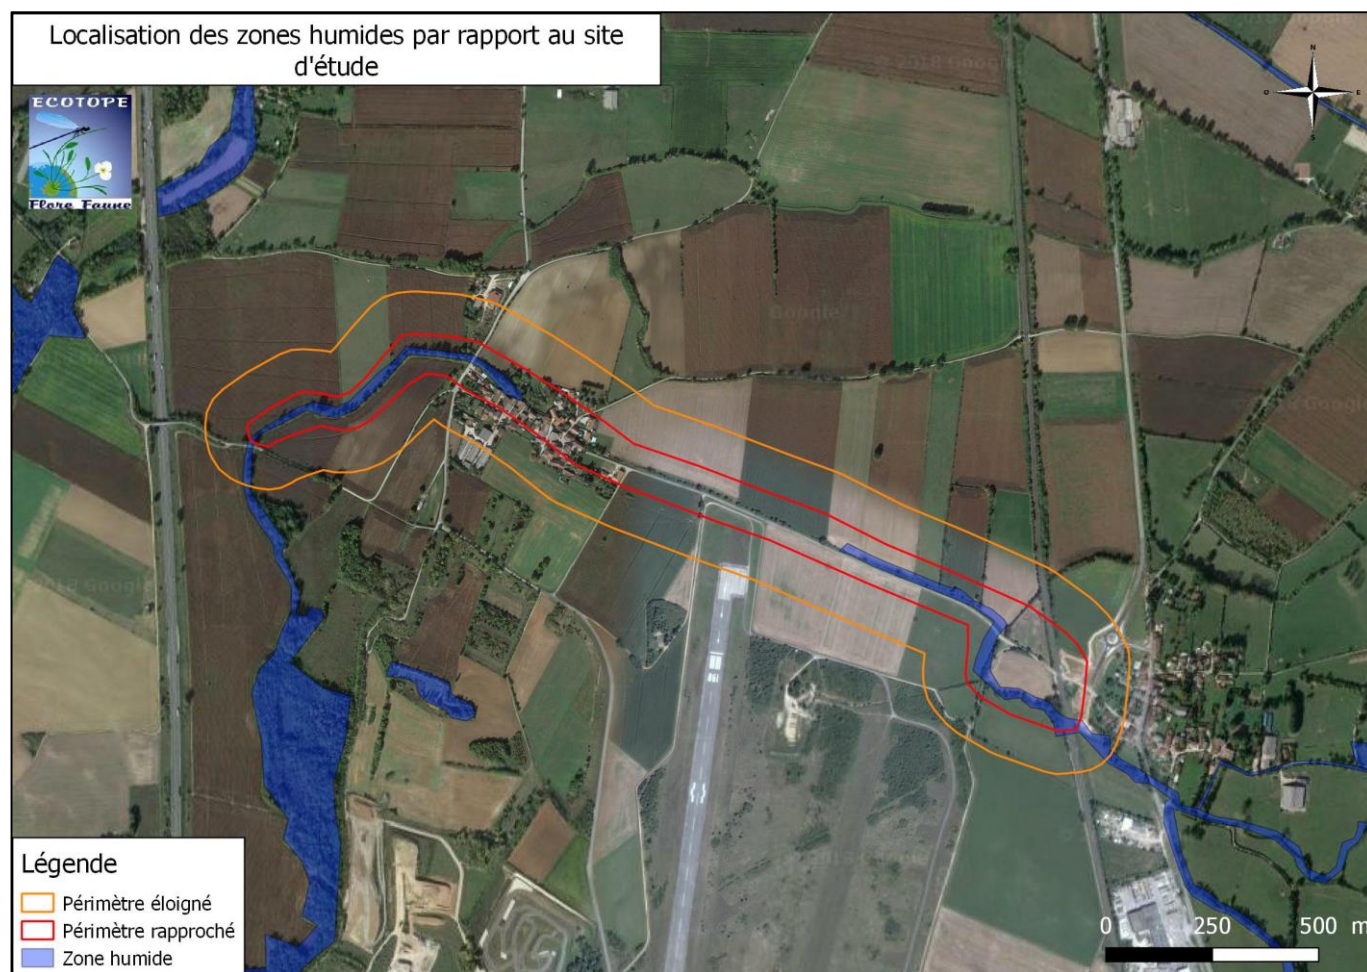 Localisation des zones humides par rapport au site
d'étude
ECOTOPE
Flore Faune
N
O
E
S
Google
Légende
Périmètre éloigné
Périmètre rapproché
Zone humide
0 250 500 m